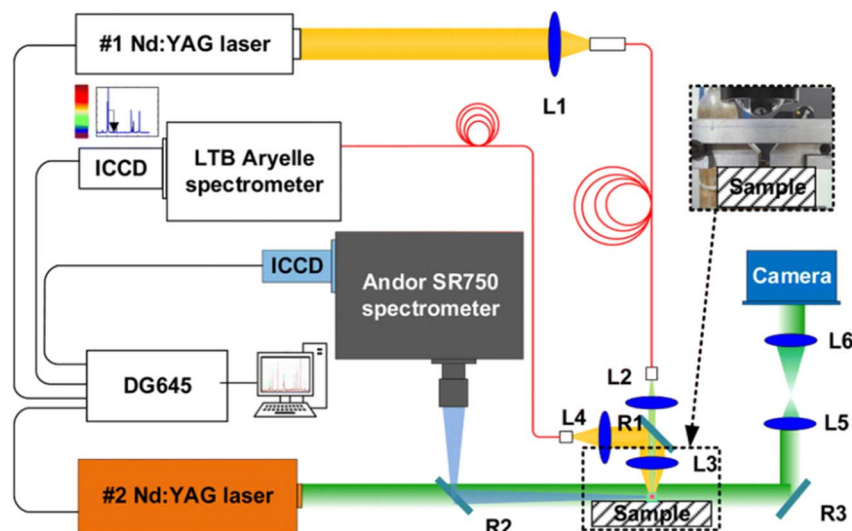 #1 Nd:YAG laser
L1
ICCD
LTB Aryelle
spectrometer
Sample
ICCD
Andor SR750
spectrometer
Camera
L6
DG645
L2
L4
R1
L5
L3
#2 Nd:YAG laser
R2
Sample
R3